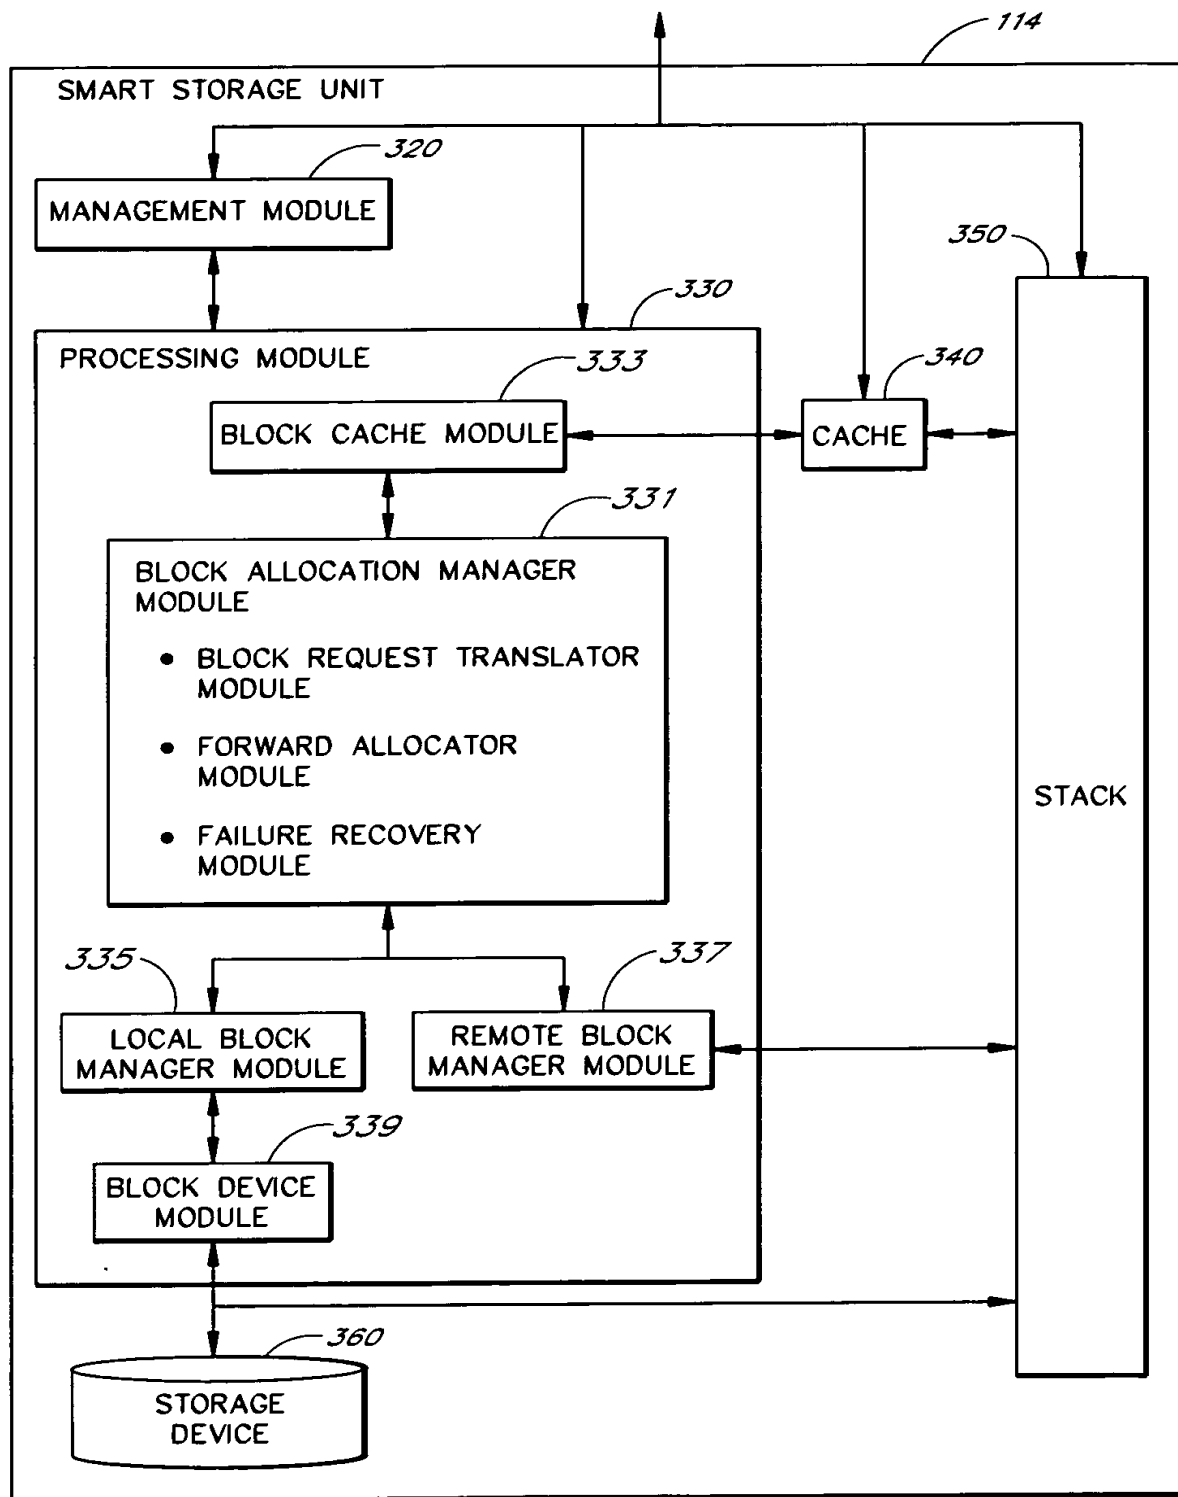 114
SMART STORAGE UNIT
320
MANAGEMENT MODULE
350
330
PROCESSING MODULE
333
340
BLOCK CACHE MODULE
CACHE
331
BLOCK ALLOCATION MANAGER
MODULE
• BLOCK REQUEST TRANSLATOR
MODULE
• FORWARD ALLOCATOR
MODULE
• FAILURE RECOVERY
MODULE
STACK
335
337
LOCAL BLOCK
MANAGER MODULE
REMOTE BLOCK
MANAGER MODULE
339
BLOCK DEVICE
MODULE
360
STORAGE
DEVICE